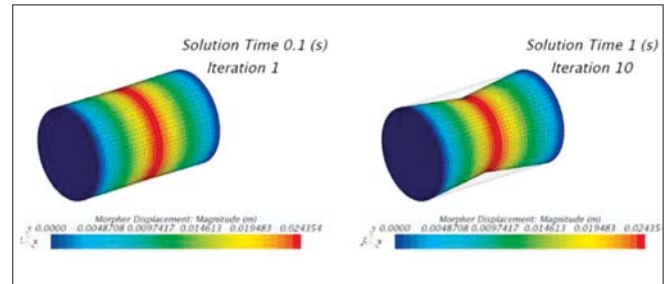 Solution Time 0.1 (s)
Iteration 1
Morpher Displacement: Magnitude (m)
0.0000 0.0048708 0.0097417 0.014613 0.019483 0.024354
Solution Time 1 (s)
Iteration 10
Morpher Displacement: Magnitude (m)
0.0000 0.0048708 0.0097417 0.014613 0.019483 0.024354